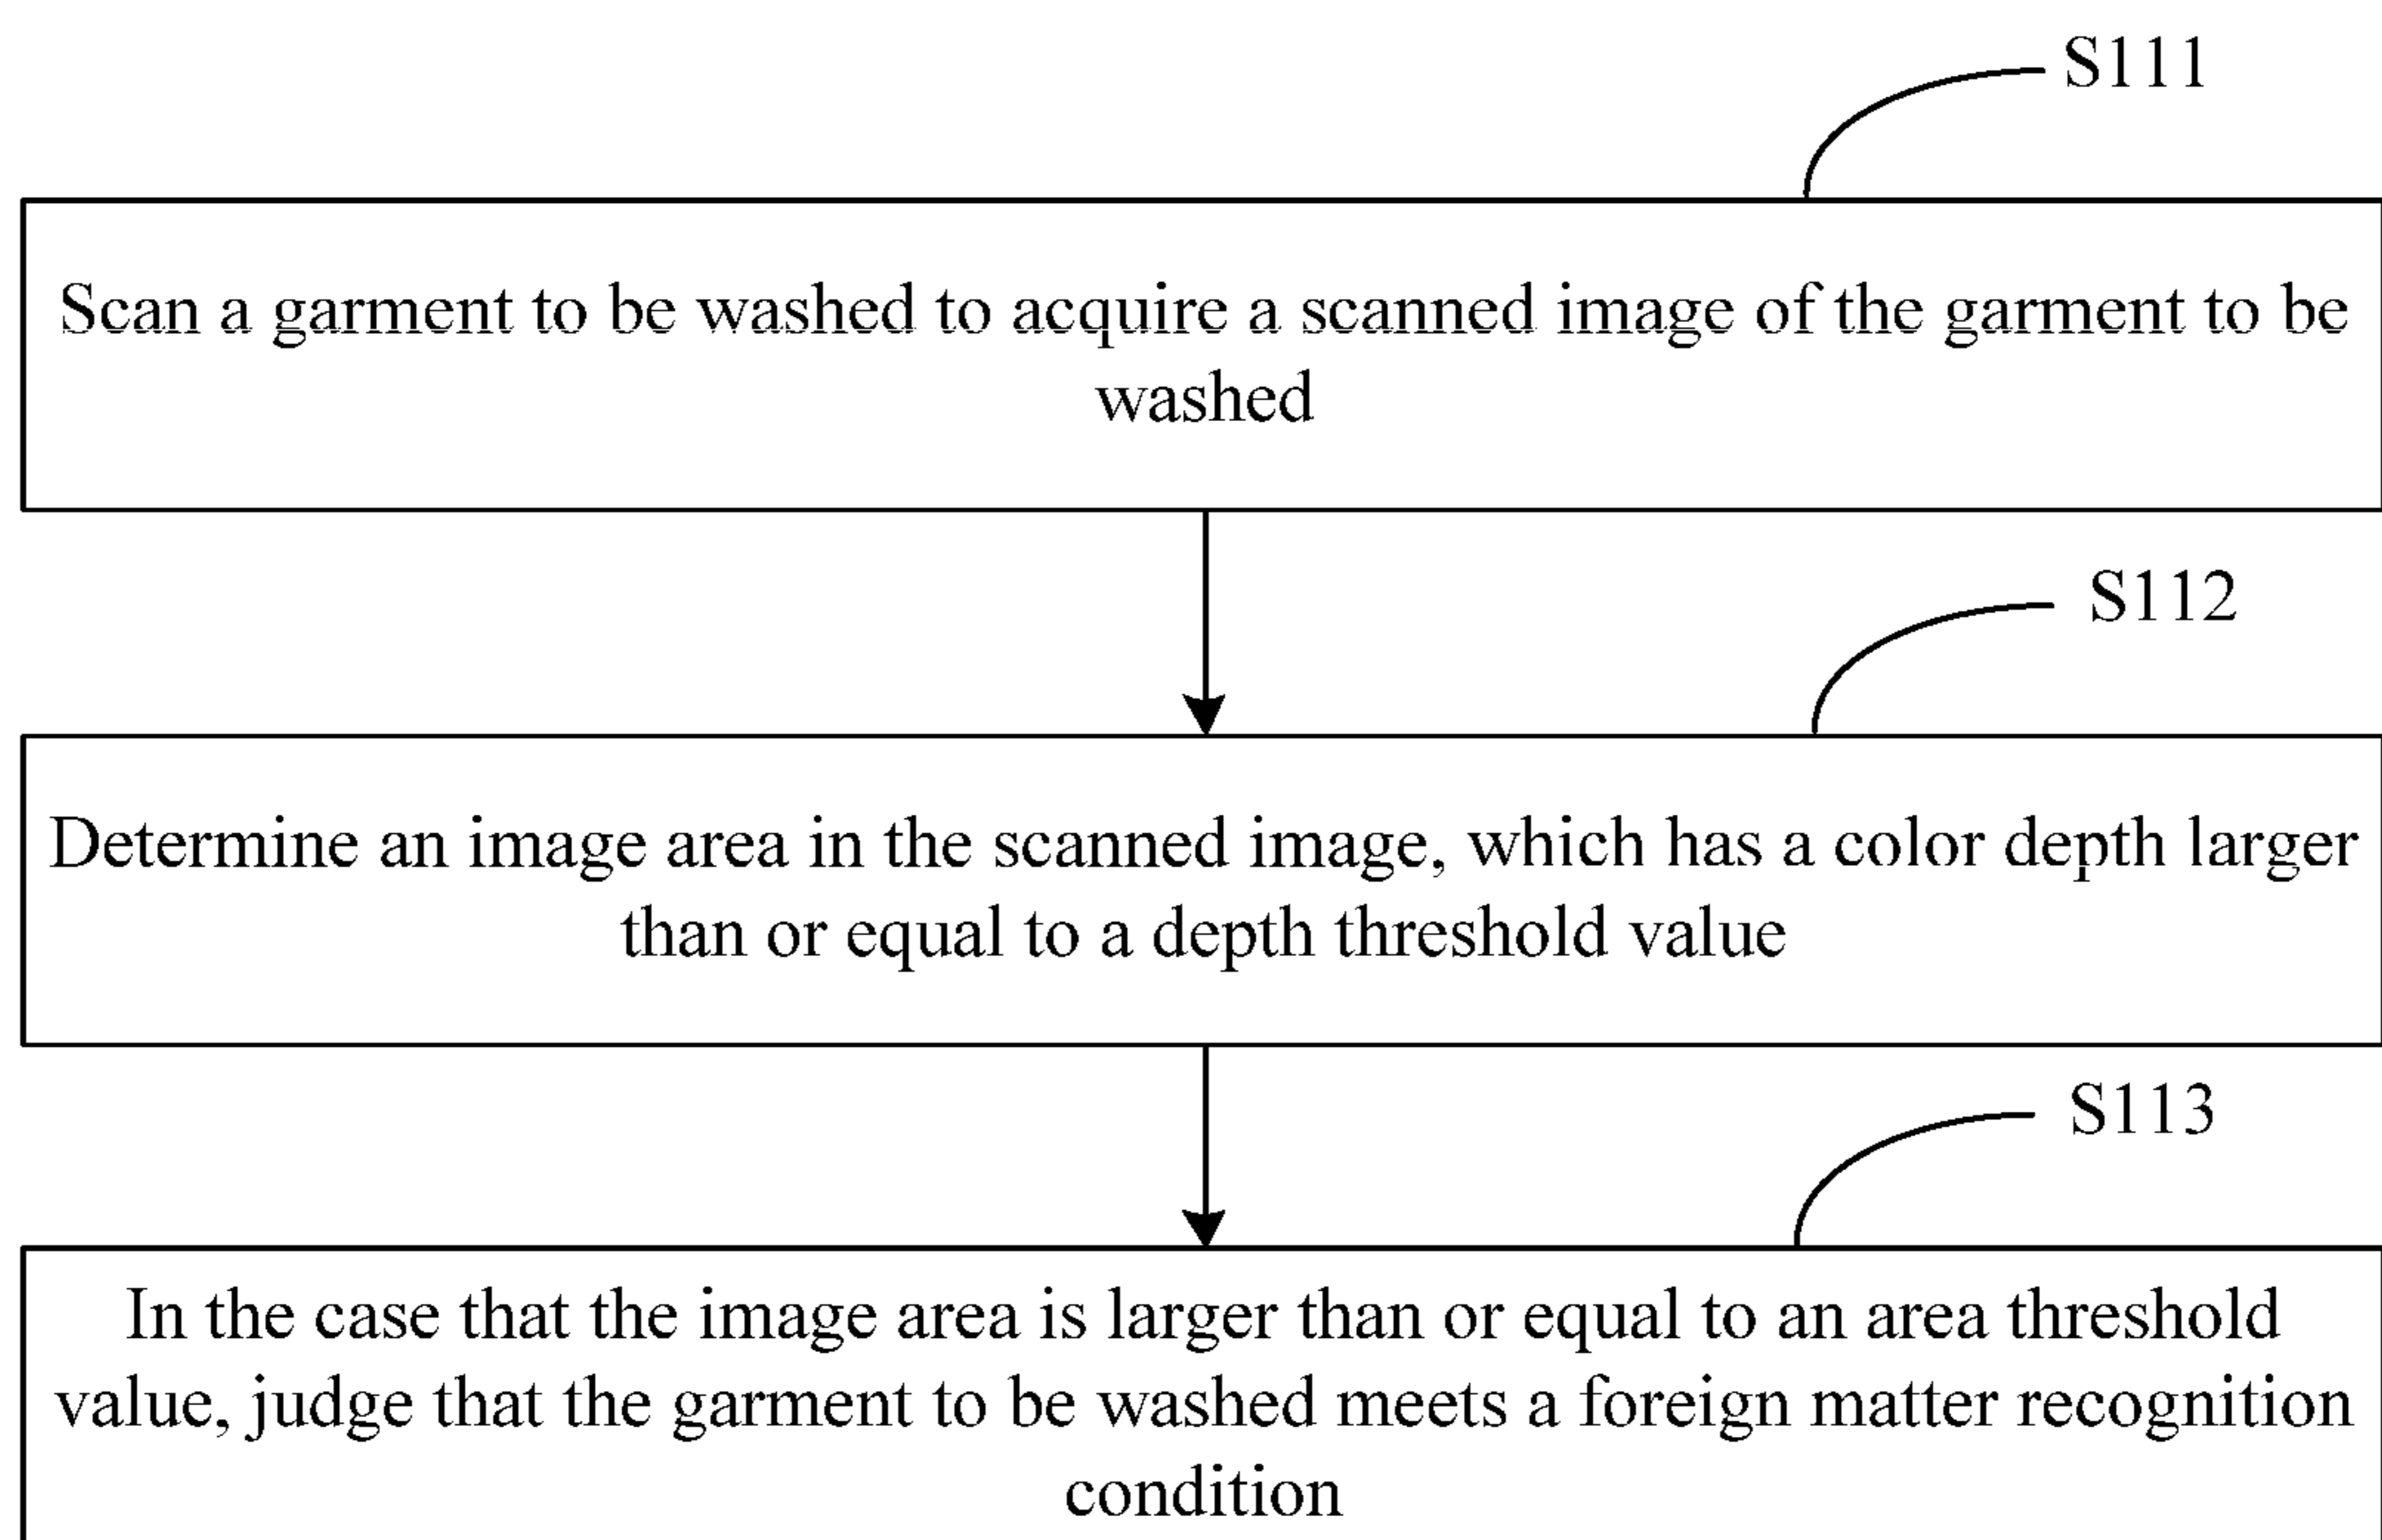 S111
Scan a garment to be washed to acquire a scanned image of the garment to be
washed
S112
Determine an image area in the scanned image, which has a color depth larger
than or equal to a depth threshold value
S113
In the case that the image area is larger than or equal to an area threshold
value, judge that the garment to be washed meets a foreign matter recognition
condition